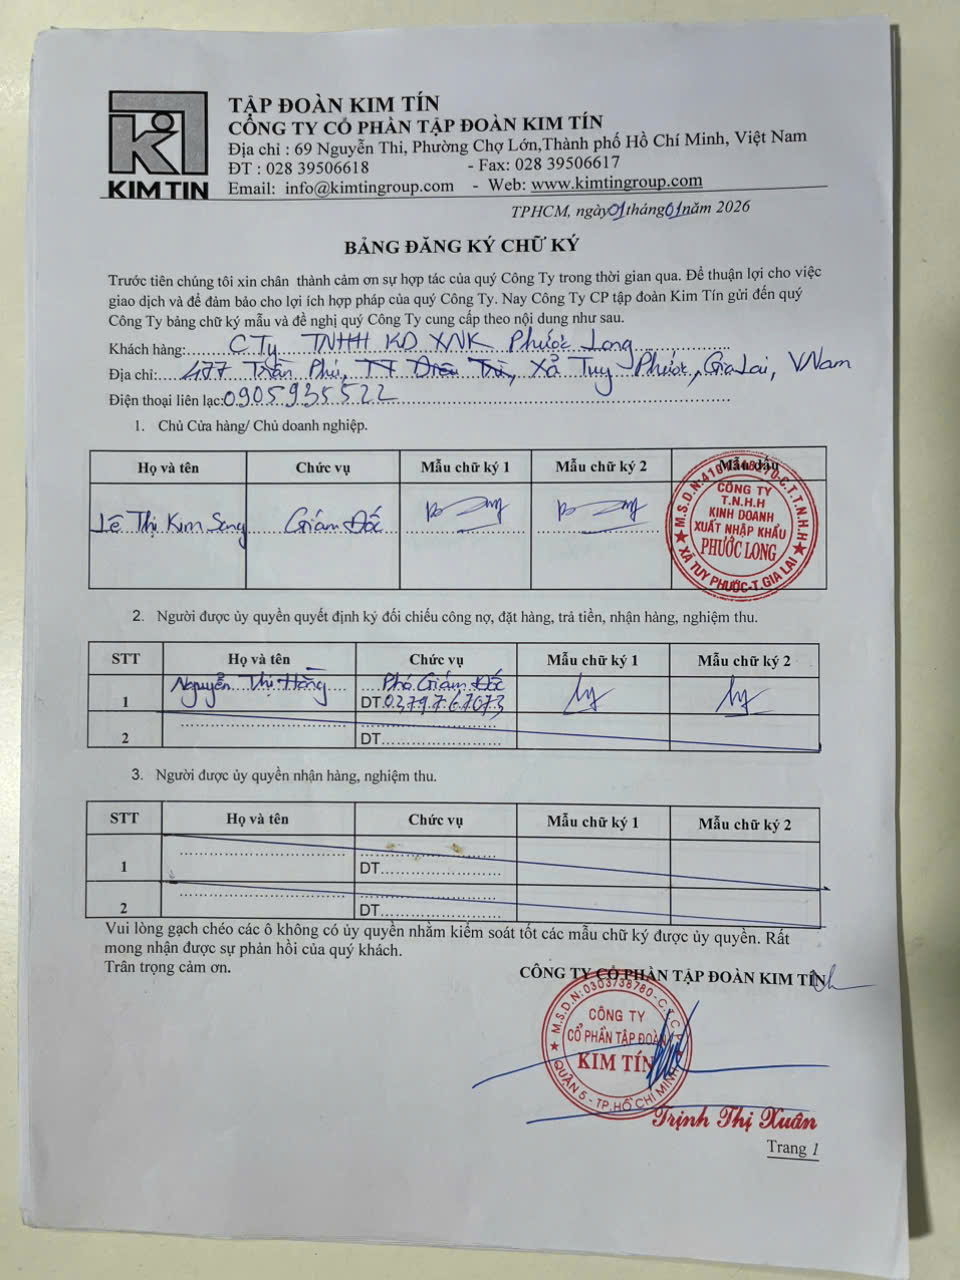 KIM TIN
TẬP ĐOÀN KIM TÍN
CÔNG TY CỔ PHẦN TẬP ĐOÀN KIM TÍN
Địa chỉ : 69 Nguyễn Thi, Phường Chợ Lớn,Thành phố Hồ Chí Minh, Việt Nam
ĐT : 028 39506618 - Fax: 028 39506617
Email: info@kimtingroup.com - Web: www.kimtingroup.com
TPHCM, ngày 01 tháng 01 năm 2026
BẢNG ĐĂNG KÝ CHỮ KÝ
Trước tiên chúng tôi xin chân thành cảm ơn sự hợp tác của quý Công Ty trong thời gian qua. Để thuận lợi cho việc
giao dịch và để đảm bảo cho lợi ích hợp pháp của quý Công Ty. Nay Công Ty CP tập đoàn Kim Tín gửi đến quý
Công Ty bảng chữ ký mẫu và đề nghị quý Công Ty cung cấp theo nội dung như sau.
Khách hàng: CTy TNHH KD XNK Phước Long
Địa chỉ: 477 Trần Phú, TT Diêu Trì, Xã Tuy Phước, Gia Lai, VNam
Điện thoại liên lạc: 0905935522
1. Chủ Cửa hàng/ Chủ doanh nghiệp.
Họ và tên Chức vụ Mẫu chữ ký 1 Mẫu chữ ký 2 Mẫu dấu
Lê Thị Kim Giám Đốc
CÔNG TY
T.N.H.H
KINH DOANH
XUẤT NHẬP KHẨU
PHƯỚC LONG
XÃ TUY PHƯỚC-T.GIA LAI
2. Người được ủy quyền quyết định ký đối chiếu công nợ, đặt hàng, trả tiền, nhận hàng, nghiệm thu.
STT Họ và tên Chức vụ Mẫu chữ ký 1 Mẫu chữ ký 2
1 Nguyễn Thị Hằng Phó Giám Đốc
DT.0379767073
2 DT
3. Người được ủy quyền nhận hàng, nghiệm thu.
STT Họ và tên Chức vụ Mẫu chữ ký 1 Mẫu chữ ký 2
1 DT
2 DT
Vui lòng gạch chéo các ô không có ủy quyền nhằm kiểm soát tốt các mẫu chữ ký được ủy quyền. Rất
mong nhận được sự phản hồi của quý khách.
Trân trọng cảm ơn.
CÔNG TY CỔ PHẦN TẬP ĐOÀN KIM TÍN
M.S.D.N: 0303738780-C.T.C.P
CÔNG TY
CỔ PHẦN TẬP ĐOÀN
KIM TÍN
QUẬN 5 - TP.HỒ CHÍ MINH
Trịnh Thị Xuân
Trang 1